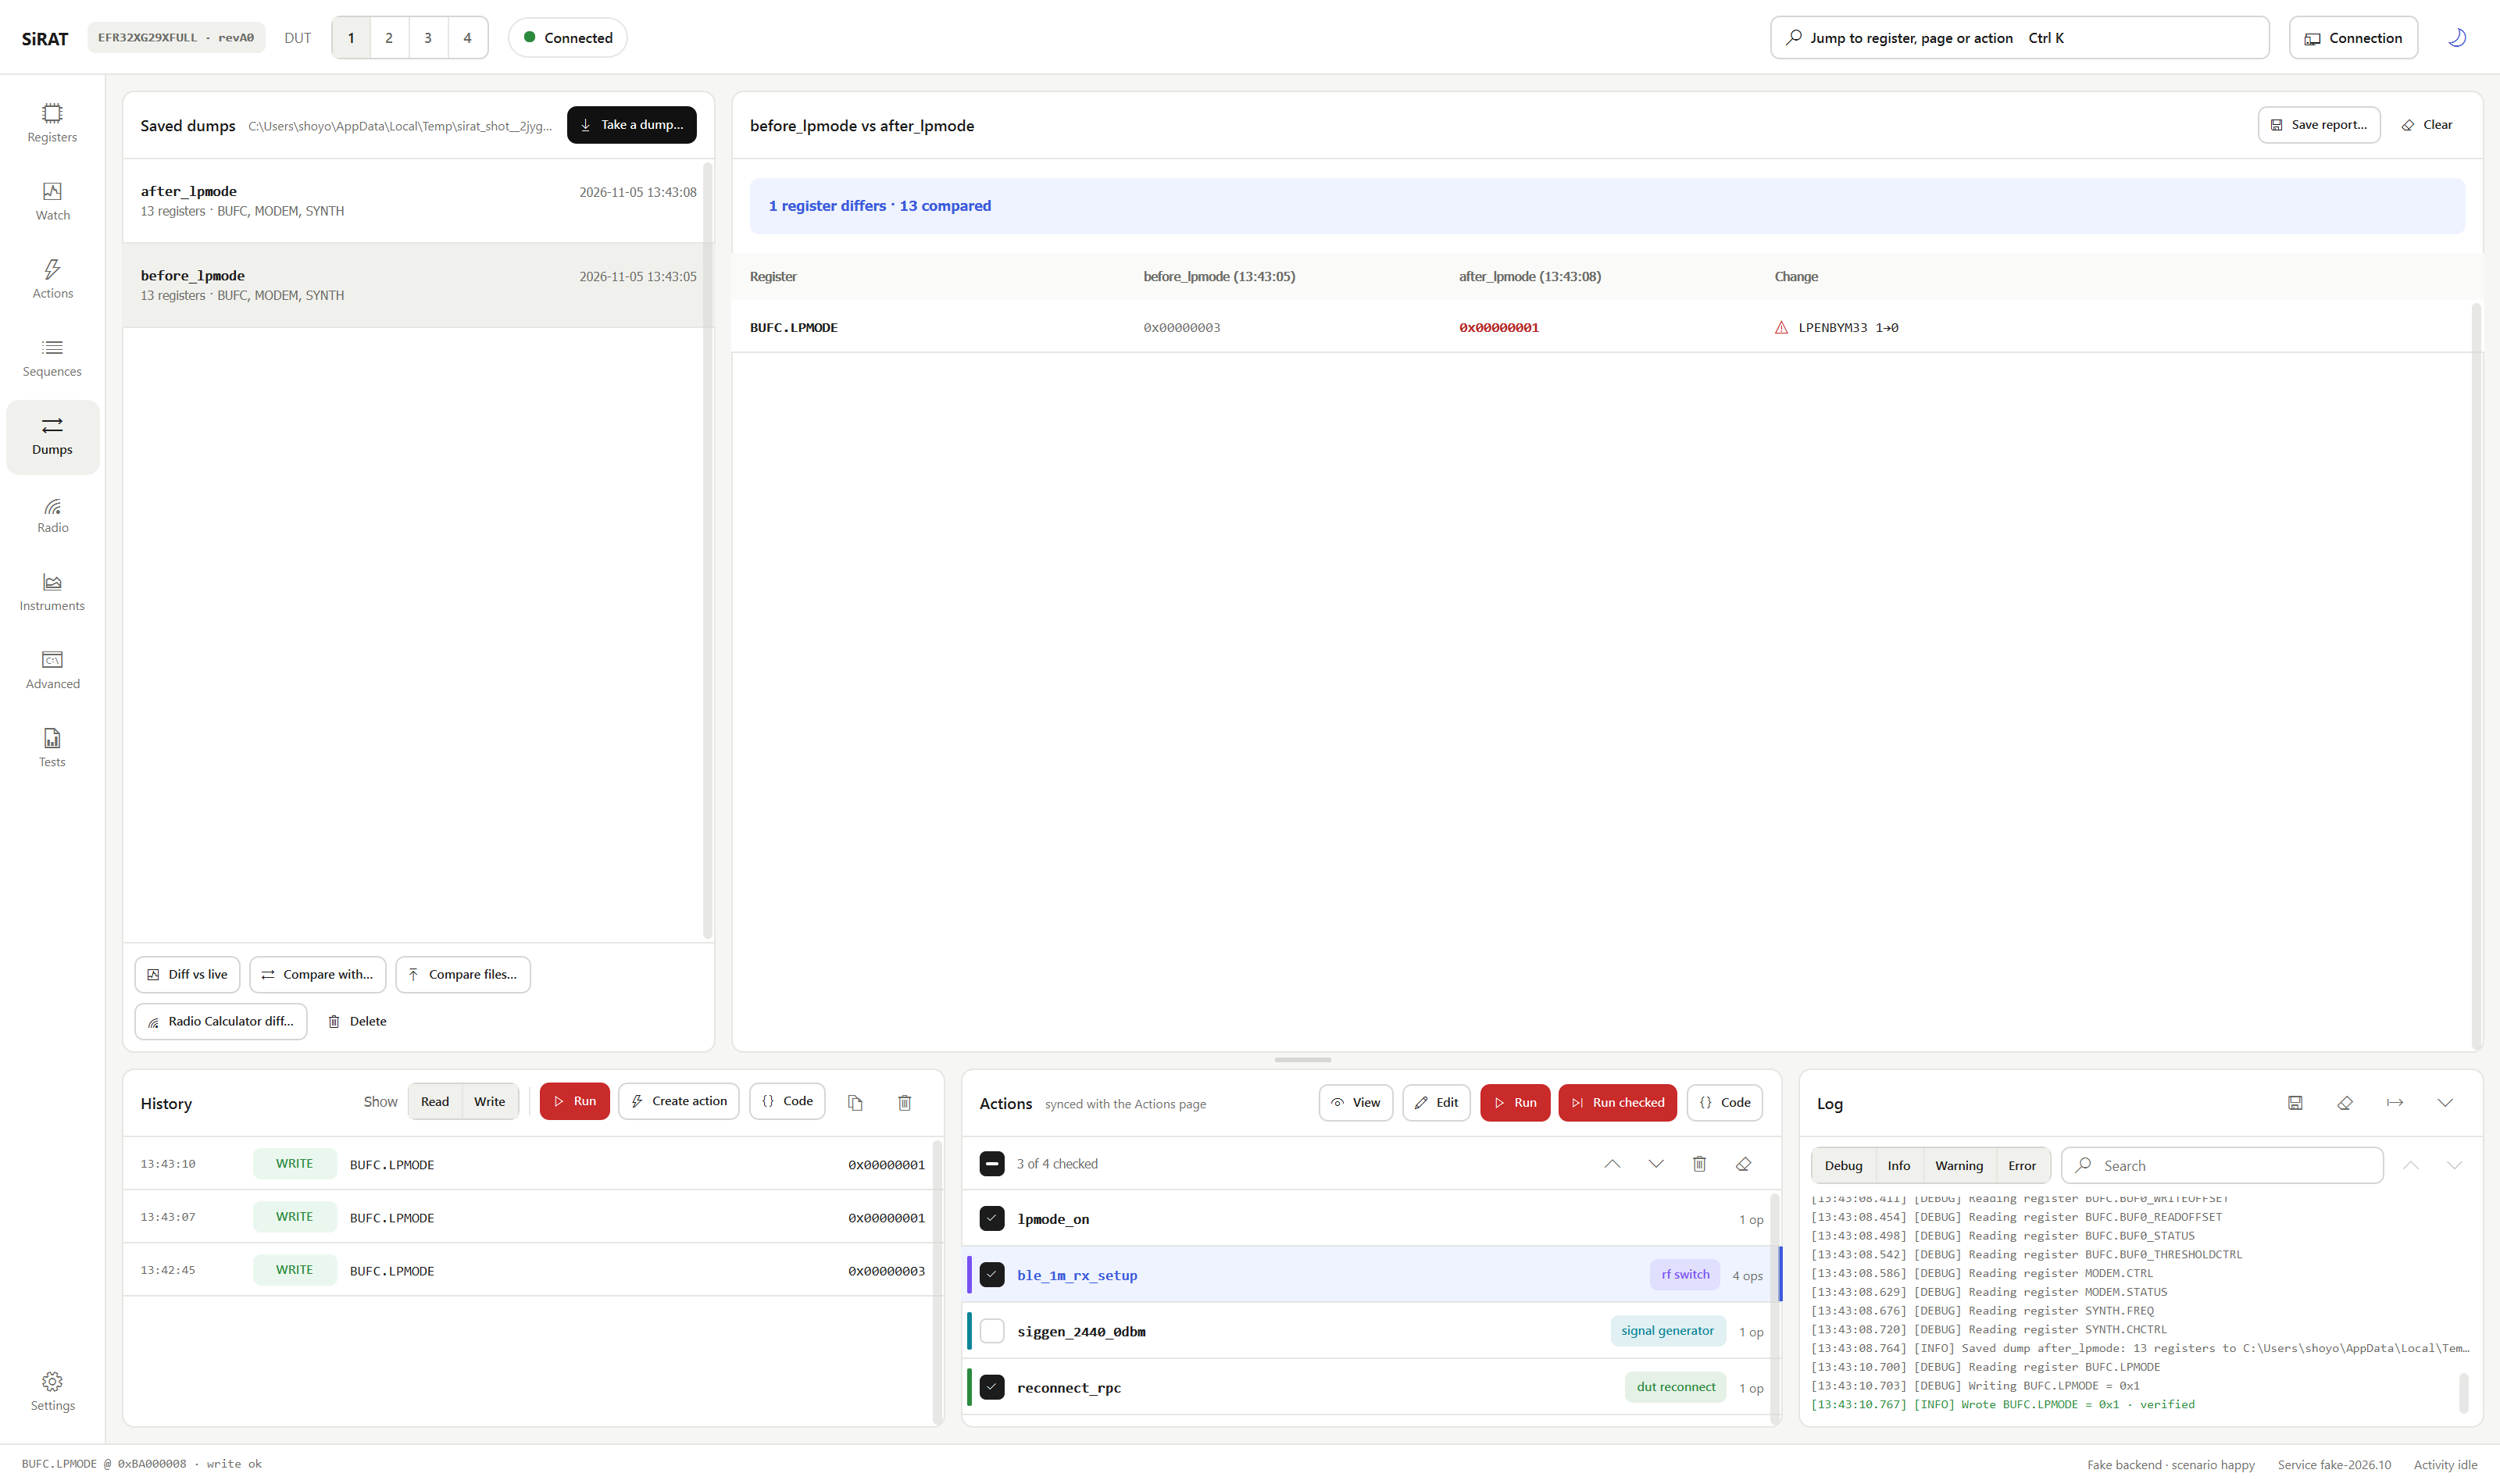 SiRAT
EFR32XG29XFULL · revA0
DUT
1 2 3 4
Connected
Jump to register, page or action Ctrl K
Connection
Registers
Watch
Actions
Sequences
Dumps
Radio
Instruments
Advanced
Tests
Settings
Saved dumps C:\Users\shoyo\AppData\Local\Temp\sirat_shot__2jyg...
Take a dump...
after_lpmode 2026-11-05 13:43:08
13 registers · BUFC, MODEM, SYNTH
before_lpmode 2026-11-05 13:43:05
13 registers · BUFC, MODEM, SYNTH
Diff vs live
Compare with...
Compare files...
Radio Calculator diff...
Delete
before_lpmode vs after_lpmode
Save report...
Clear
1 register differs · 13 compared
Register before_lpmode (13:43:05) after_lpmode (13:43:08) Change
BUFC.LPMODE 0x00000003 0x00000001 LPENBYM33 1→0
History
Show Read Write
Run
Create action
{} Code
13:43:10 WRITE BUFC.LPMODE 0x00000001
13:43:07 WRITE BUFC.LPMODE 0x00000001
13:42:45 WRITE BUFC.LPMODE 0x00000003
Actions synced with the Actions page
View
Edit
Run
Run checked
{} Code
3 of 4 checked
lpmode_on 1 op
ble_1m_rx_setup rf switch 4 ops
siggen_2440_0dbm signal generator 1 op
reconnect_rpc dut reconnect 1 op
Log
Debug Info Warning Error
Search
[13:43:08.411] [DEBUG] Reading register BUFC.BUF0_WRITEOFFSET
[13:43:08.454] [DEBUG] Reading register BUFC.BUF0_READOFFSET
[13:43:08.498] [DEBUG] Reading register BUFC.BUF0_STATUS
[13:43:08.542] [DEBUG] Reading register BUFC.BUF0_THRESHOLDCTRL
[13:43:08.586] [DEBUG] Reading register MODEM.CTRL
[13:43:08.629] [DEBUG] Reading register MODEM.STATUS
[13:43:08.676] [DEBUG] Reading register SYNTH.FREQ
[13:43:08.720] [DEBUG] Reading register SYNTH.CHCTRL
[13:43:08.764] [INFO] Saved dump after_lpmode: 13 registers to C:\Users\shoyo\AppData\Local\Tem...
[13:43:10.700] [DEBUG] Reading register BUFC.LPMODE
[13:43:10.703] [DEBUG] Writing BUFC.LPMODE = 0x1
[13:43:10.767] [INFO] Wrote BUFC.LPMODE = 0x1 · verified
BUFC.LPMODE @ 0xBA000008 · write ok
Fake backend · scenario happy
Service fake-2026.10
Activity idle